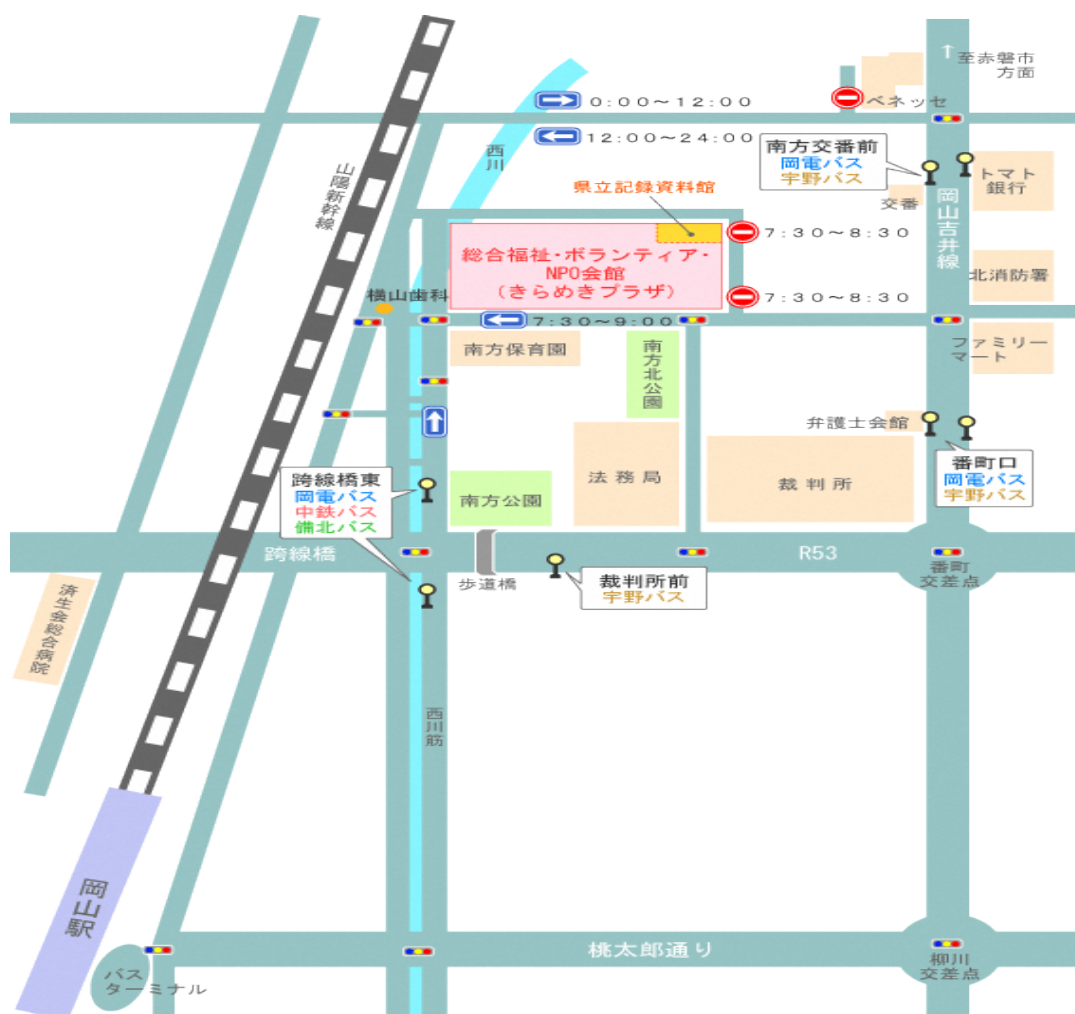 ↑
至赤磐市
方面
0:00～12:00
ベネッセ
12:00～24:00
西川
南方交番前
岡電バス
宇野バス
トマト
銀行
交番
岡山吉井線
山陽新幹線
県立記録資料館
7:30～8:30
総合福祉・ボランティア・
NPO会館
(きらめきプラザ)
北消防署
横山歯科
7:30～8:30
7:30～9:00
南方保育園
南方北公園
ファミリー
マート
弁護士会館
番町口
岡電バス
宇野バス
跨線橋東
岡電バス
中鉄バス
備北バス
南方公園
法務局
裁判所
跨線橋
R53
番町
交差点
歩道橋
裁判所前
宇野バス
済生会総合病院
西川筋
岡山駅
桃太郎通り
柳川
交差点
バス
ターミナル